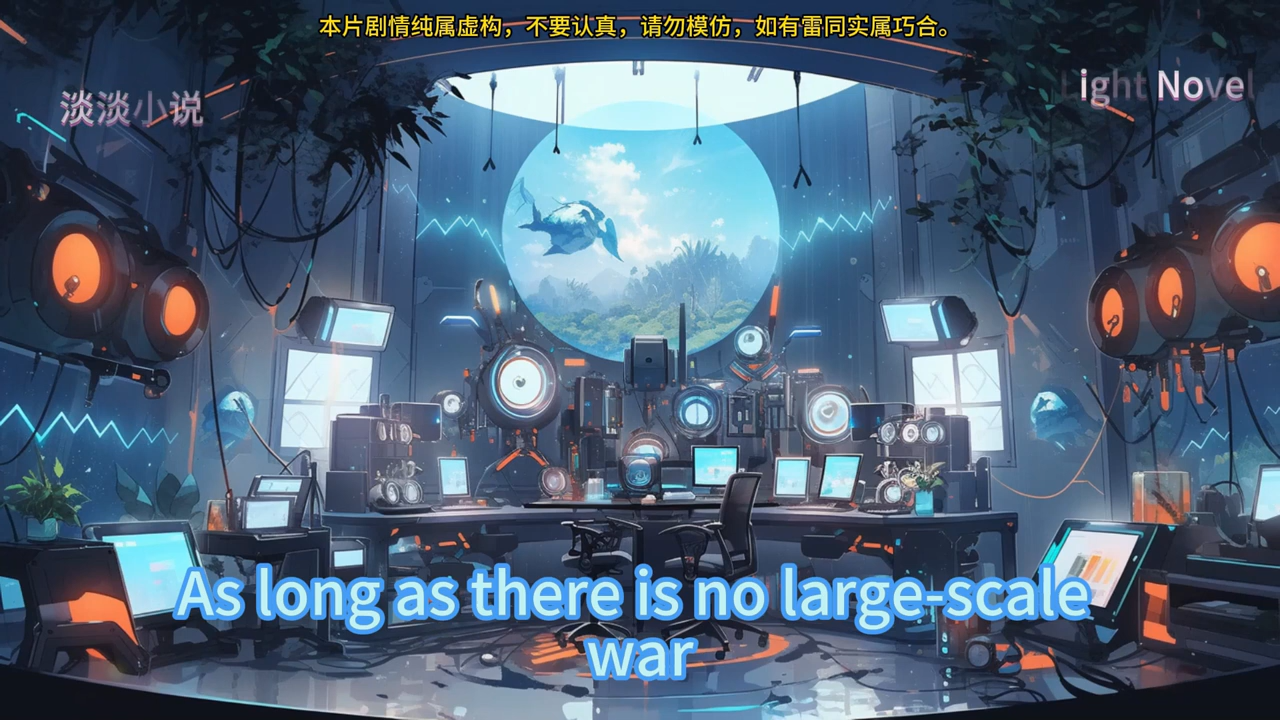 本片剧情纯属虚构，不要认真，请勿模仿，如有雷同实属巧合。
淡淡小说
Light Novel
As long as there is no large-scale
war